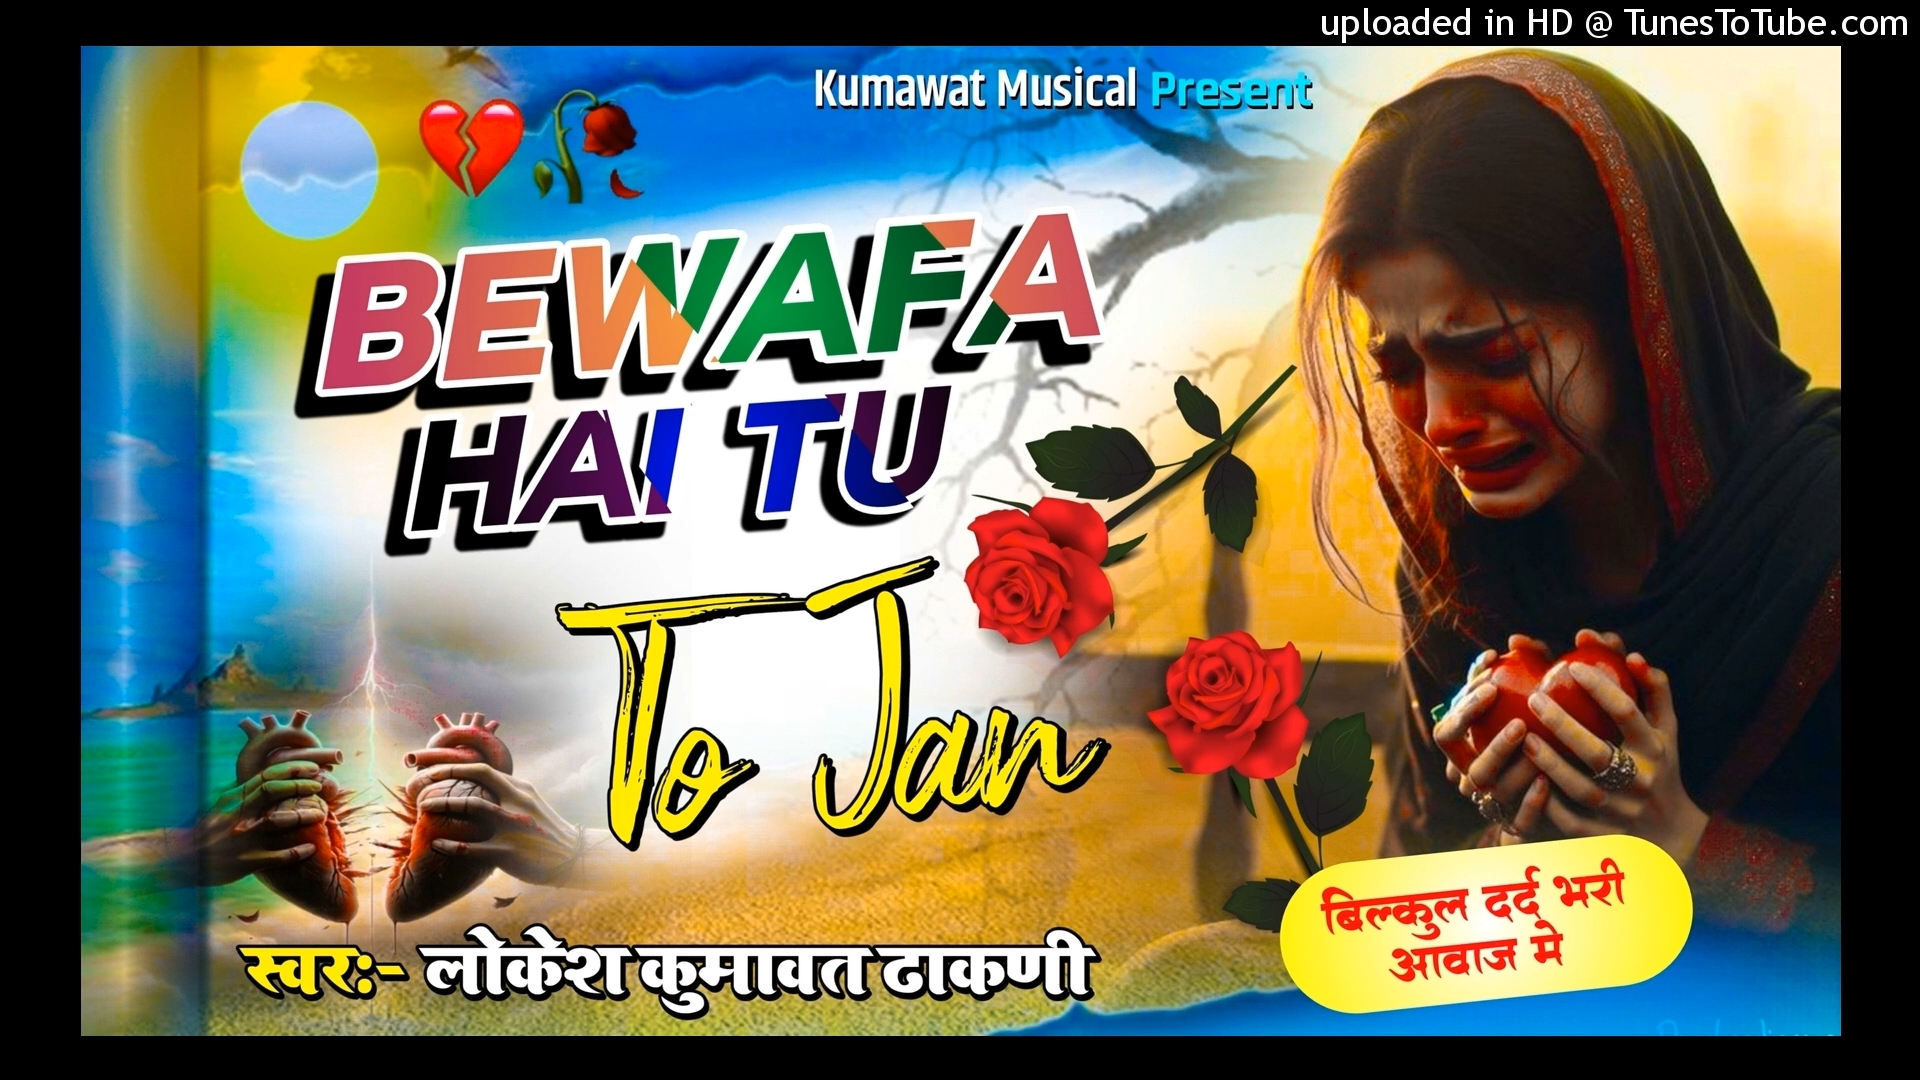 uploaded in HD @ TunesToTube.com
Kumawat Musical Present
BEWAFA
HAI TU
To Jan
स्वर:- लोकेश कुमावत ढाकणी
बिल्कुल दर्द भरी
आवाज मे